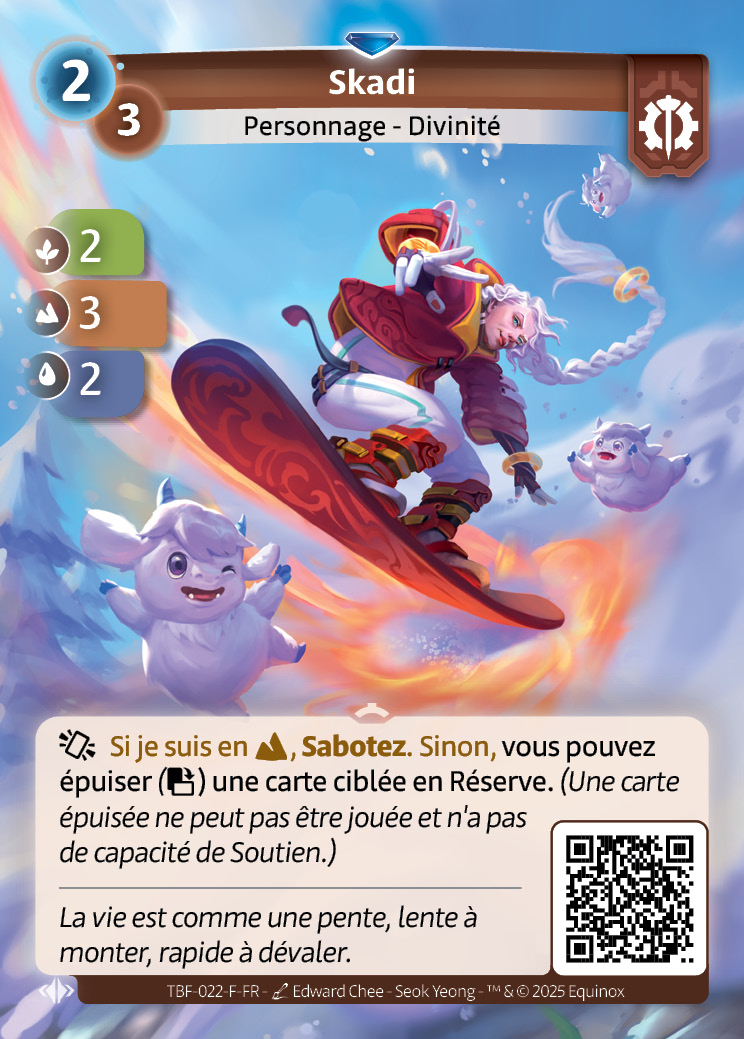 2
Skadi
3
Personnage - Divinité
2
3
2
Si je suis en , Sabotez. Sinon, vous pouvez
épuiser () une carte ciblée en Réserve. (Une carte
épuisée ne peut pas être jouée et n'a pas
de capacité de Soutien.)
La vie est comme une pente, lente à
monter, rapide à dévaler.
TBF-022-F-FR - Edward Chee - Seok Yeong - ™ & © 2025 Equinox